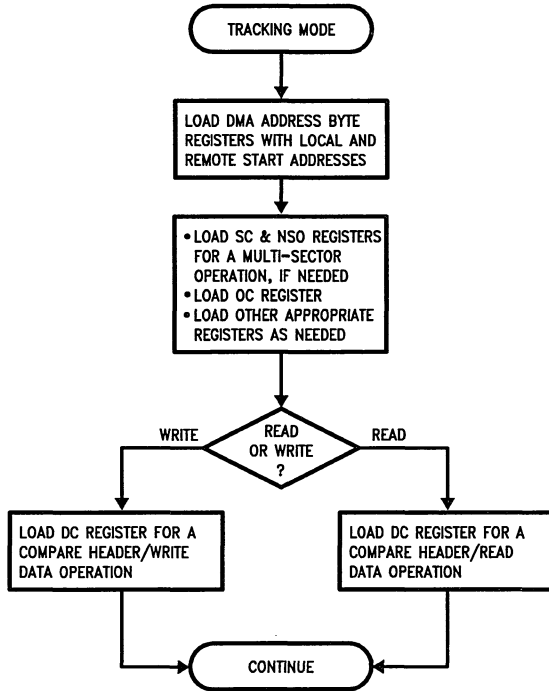 TRACKING MODE
LOAD DMA ADDRESS BYTE
REGISTERS WITH LOCAL AND
REMOTE START ADDRESSES
•LOAD SC & NSO REGISTERS
FOR A MULTI-SECTOR
OPERATION, IF NEEDED
•LOAD OC REGISTER
•LOAD OTHER APPROPRIATE
REGISTERS AS NEEDED
READ
OR WRITE
?
WRITE
READ
LOAD DC REGISTER FOR A
COMPARE HEADER/WRITE
DATA OPERATION
LOAD DC REGISTER FOR A
COMPARE HEADER/READ
DATA OPERATION
CONTINUE